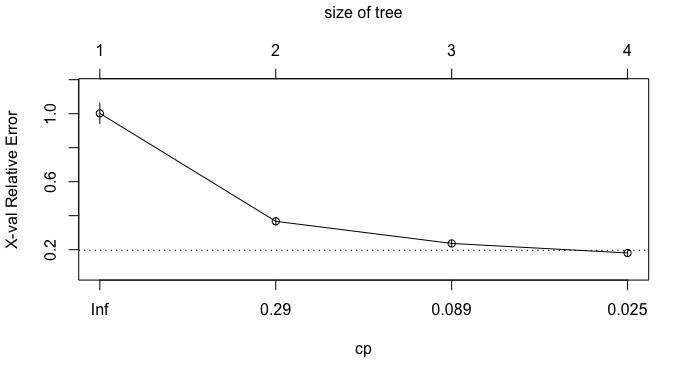 size of tree
1 2 3 4
X-val Relative Error
1.0
0.6
0.2
Inf 0.29 0.089 0.025
cp